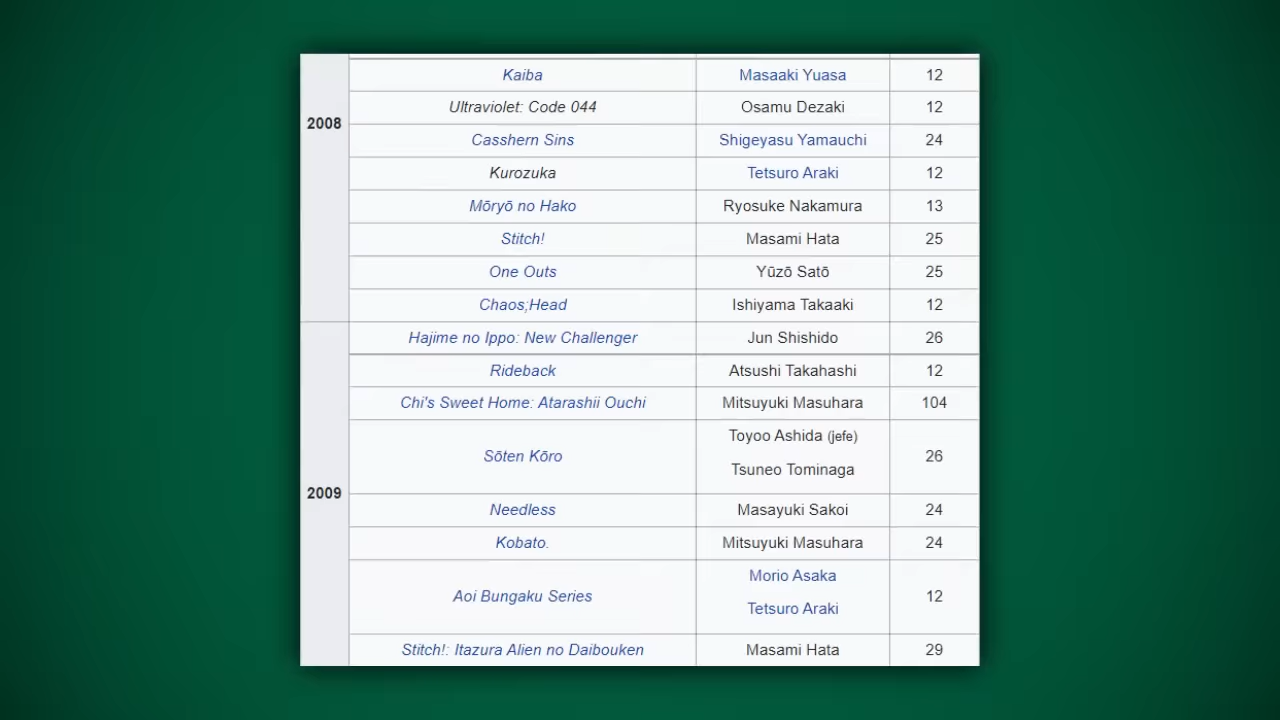 Kaiba Masaaki Yuasa 12
Ultraviolet: Code 044 Osamu Dezaki 12
2008
Casshern Sins Shigeyasu Yamauchi 24
Kurozuka Tetsuro Araki 12
Mōryō no Hako Ryosuke Nakamura 13
Stitch! Masami Hata 25
One Outs Yūzō Satō 25
Chaos;Head Ishiyama Takaaki 12
Hajime no Ippo: New Challenger Jun Shishido 26
Rideback Atsushi Takahashi 12
Chi's Sweet Home: Atarashii Ouchi Mitsuyuki Masuhara 104
Toyoo Ashida (jefe)
Sōten Kōro 26
Tsuneo Tominaga
2009
Needless Masayuki Sakoi 24
Kobato. Mitsuyuki Masuhara 24
Morio Asaka
Aoi Bungaku Series 12
Tetsuro Araki
Stitch!: Itazura Alien no Daibouken Masami Hata 29